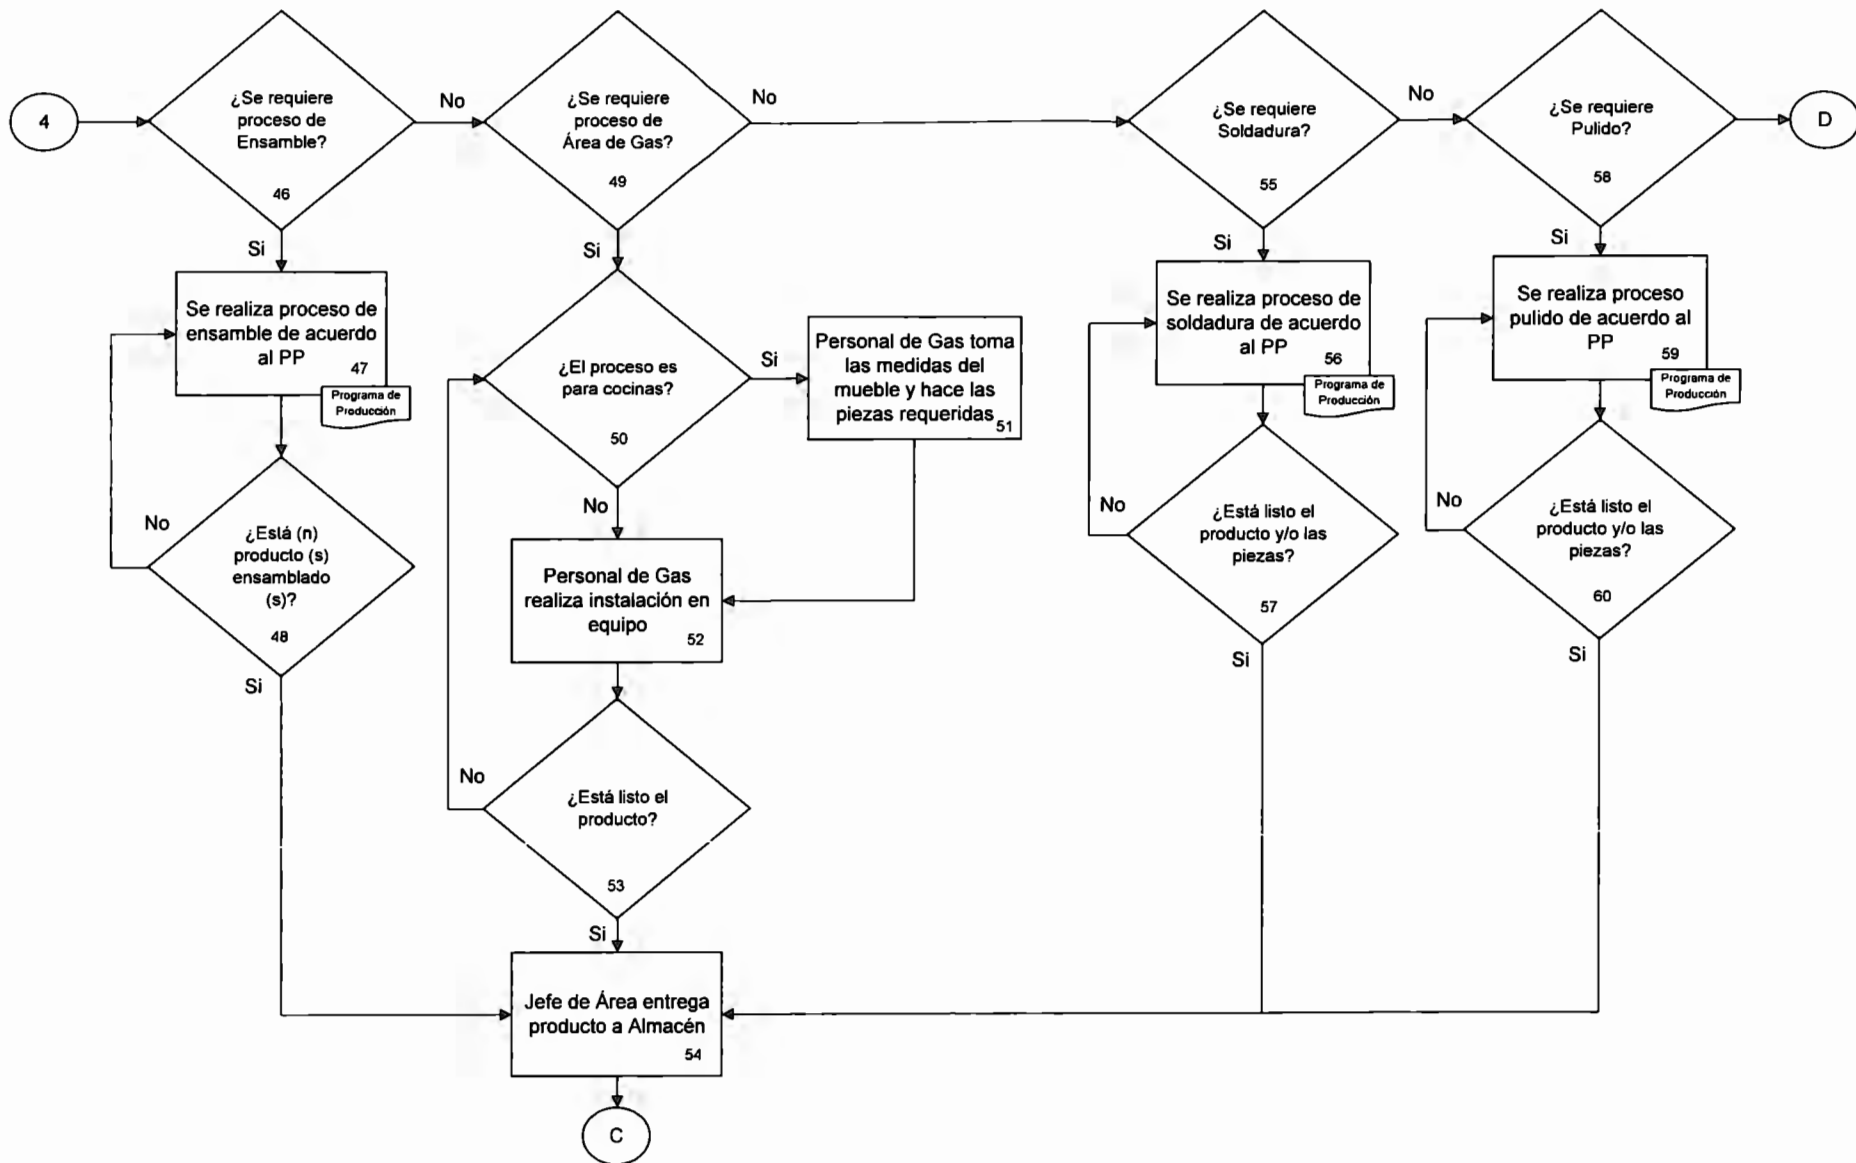 4
¿Se requiere
proceso de
Ensamble?
46
No
¿Se requiere
proceso de
Área de Gas?
49
No
¿Se requiere
Soldadura?
55
No
¿Se requiere
Pulido?
58
D
Si
Se realiza proceso de
ensamble de acuerdo
al PP
47
Programa de
Producción
No
¿Está (n)
producto (s)
ensamblado
(s)?
48
Si
Si
¿El proceso es
para cocinas?
50
Si
Personal de Gas toma
las medidas del
mueble y hace las
piezas requeridas
51
No
Personal de Gas
realiza instalación en
equipo
52
No
¿Está listo el
producto?
53
Si
Jefe de Área entrega
producto a Almacén
54
C
Si
Se realiza proceso de
soldadura de acuerdo
al PP
56
Programa de
Producción
No
¿Está listo el
producto y/o las
piezas?
57
Si
Si
Se realiza proceso
pulido de acuerdo al
PP
59
Programa de
Producción
No
¿Está listo el
producto y/o las
piezas?
60
Si